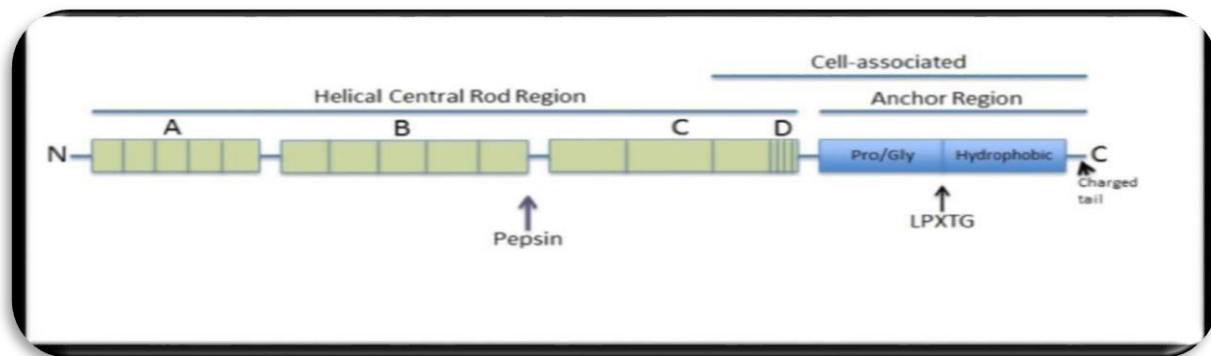 Cell-associated
Helical Central Rod Region
Anchor Region
A
B
C
D
N
Pro/Gly
Hydrophobic
C
Charged
tail
Pepsin
LPXTG